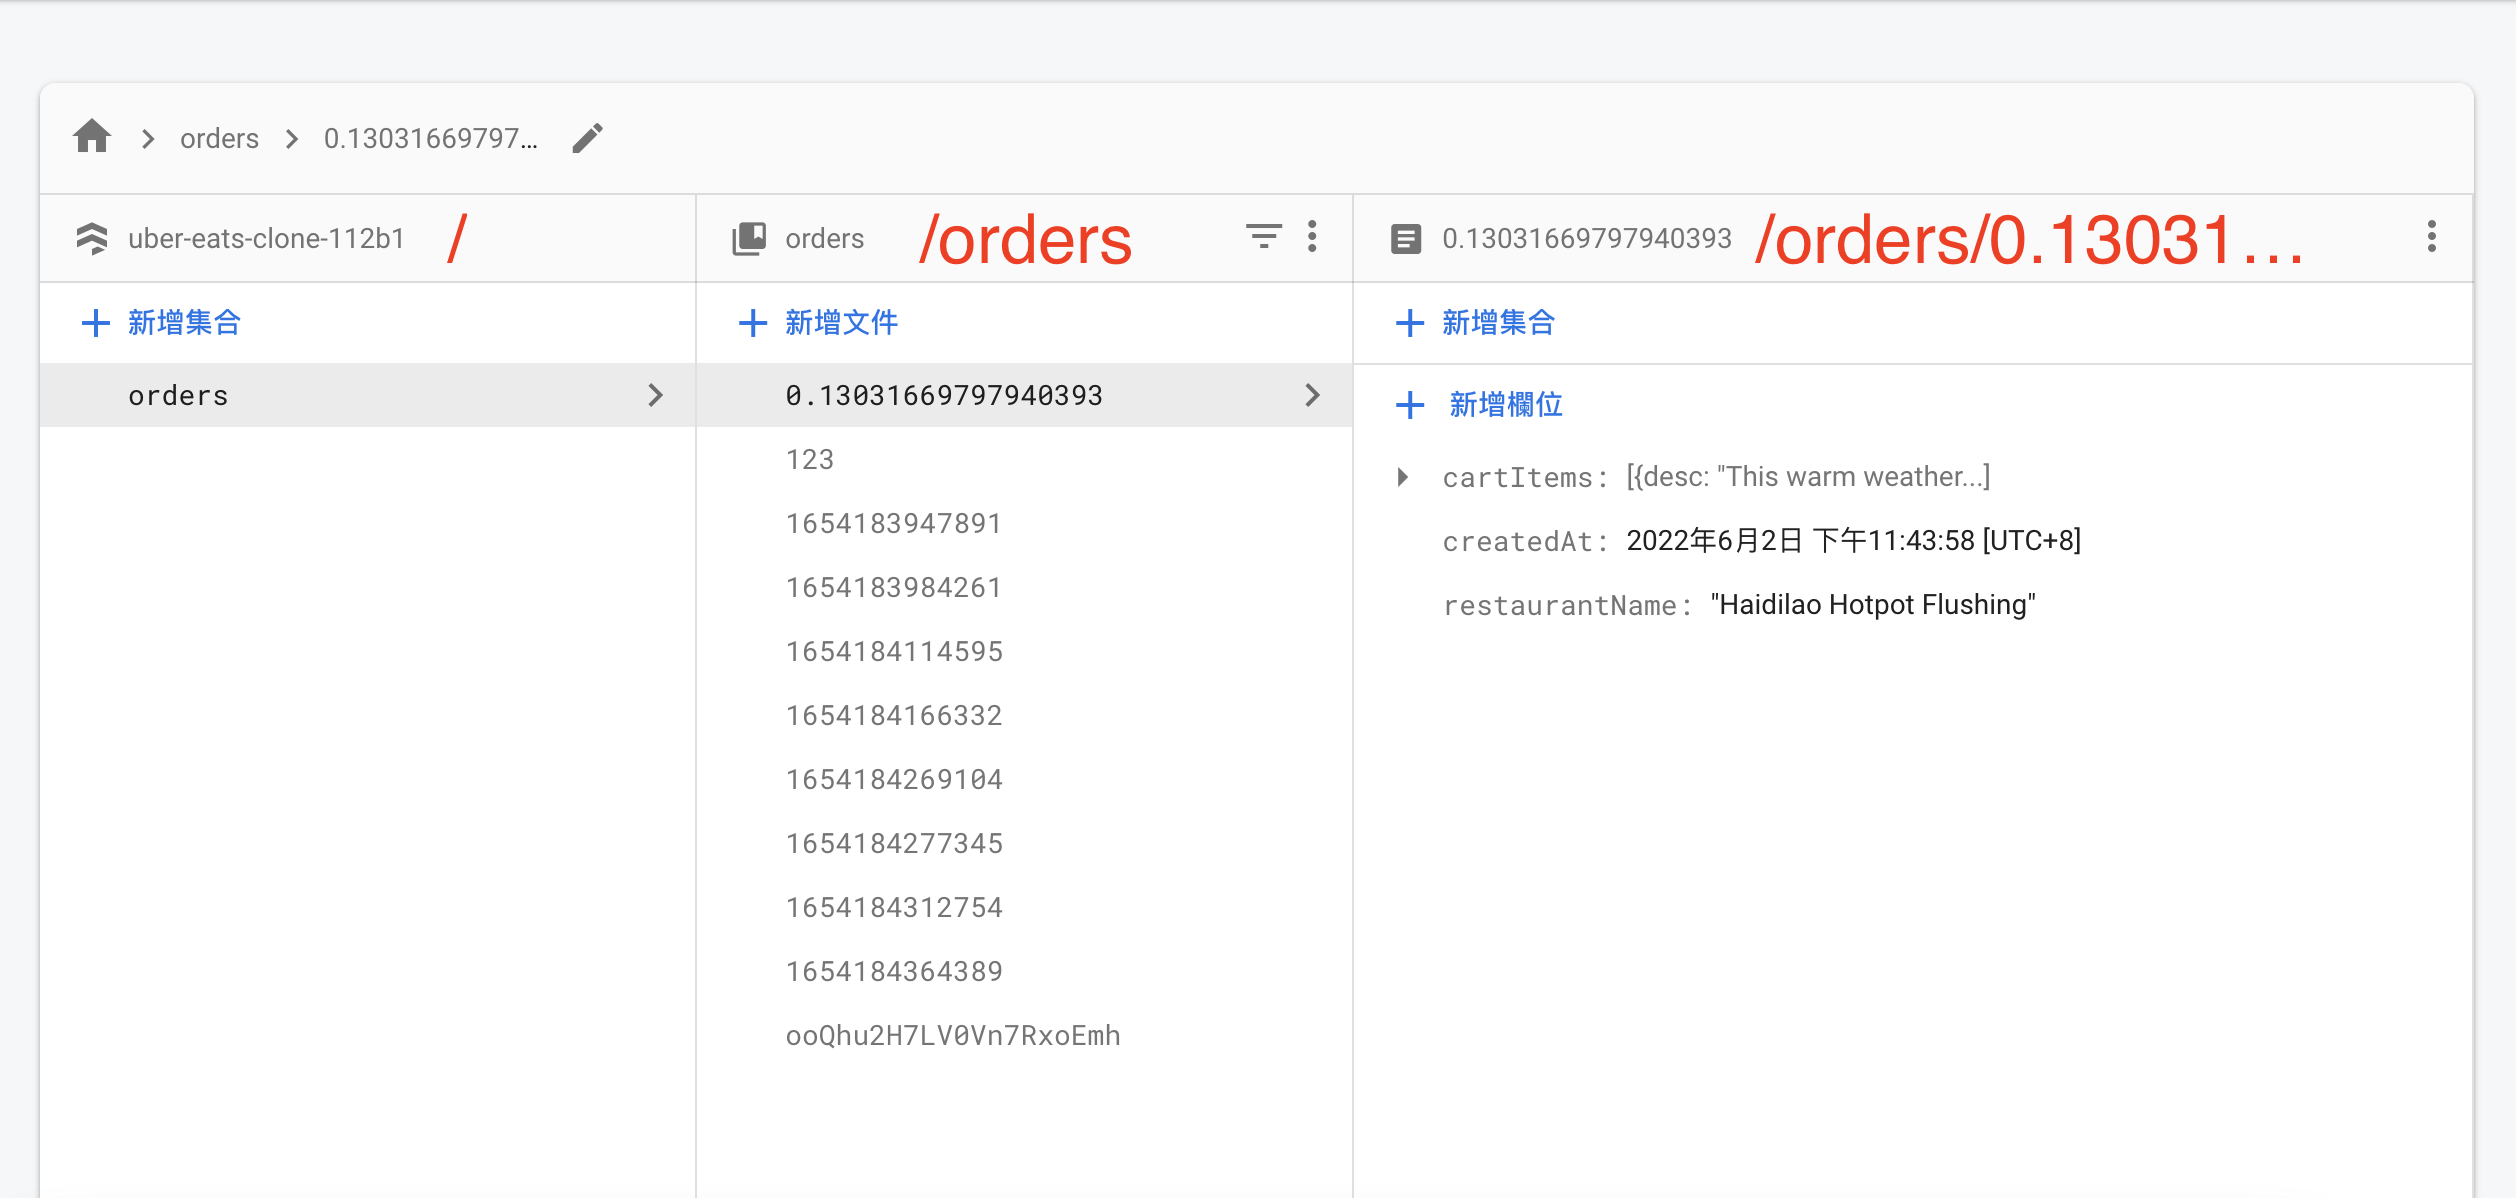 orders 0.13031669797...
uber-eats-clone-112b1 /
orders /orders
0.13031669797940393 /orders/0.13031...
新增集合
orders
新增文件
0.13031669797940393
123
1654183947891
1654183984261
1654184114595
1654184166332
1654184269104
1654184277345
1654184312754
1654184364389
ooQhu2H7LV0Vn7RxoEmh
新增集合
新增欄位
cartItems: [{desc: "This warm weather...]
createdAt: 2022年6月2日 下午11:43:58 [UTC+8]
restaurantName: "Haidilao Hotpot Flushing"